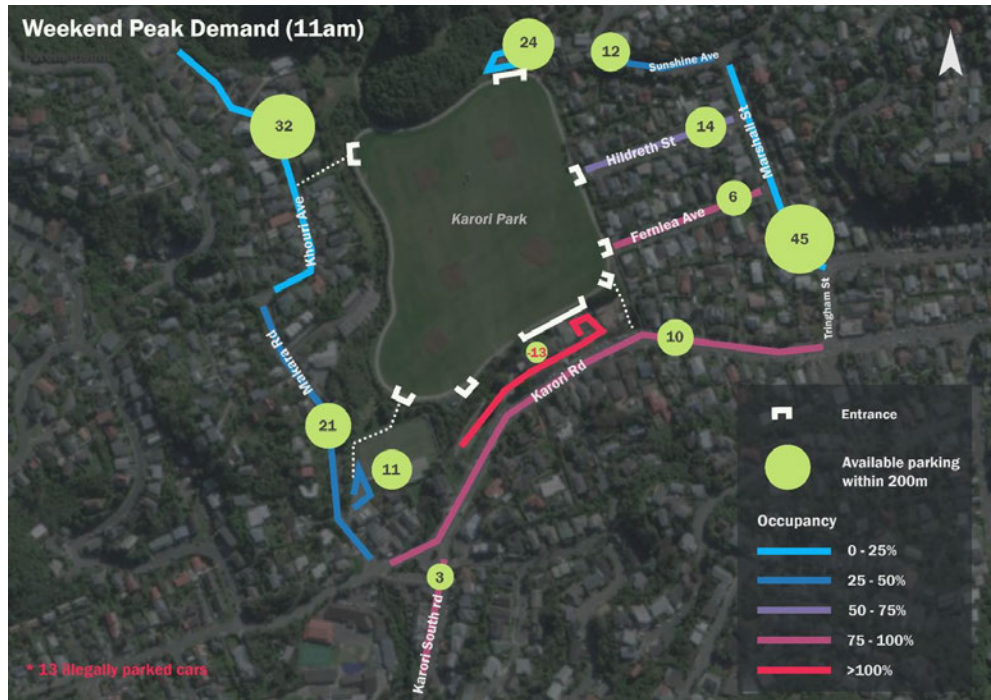 Weekend Peak Demand (11am)
24
12
Sunshine Ave
32
14
Hildreth St
Marshall St
6
Fernlea Ave
Karori Park
Khouri Ave
45
Tringham St
-13
10
Karori Rd
Makara Rd
21
11
3
Karori South rd
* 13 illegally parked cars
Entrance
Available parking
within 200m
Occupancy
0 - 25%
25 - 50%
50 - 75%
75 - 100%
>100%